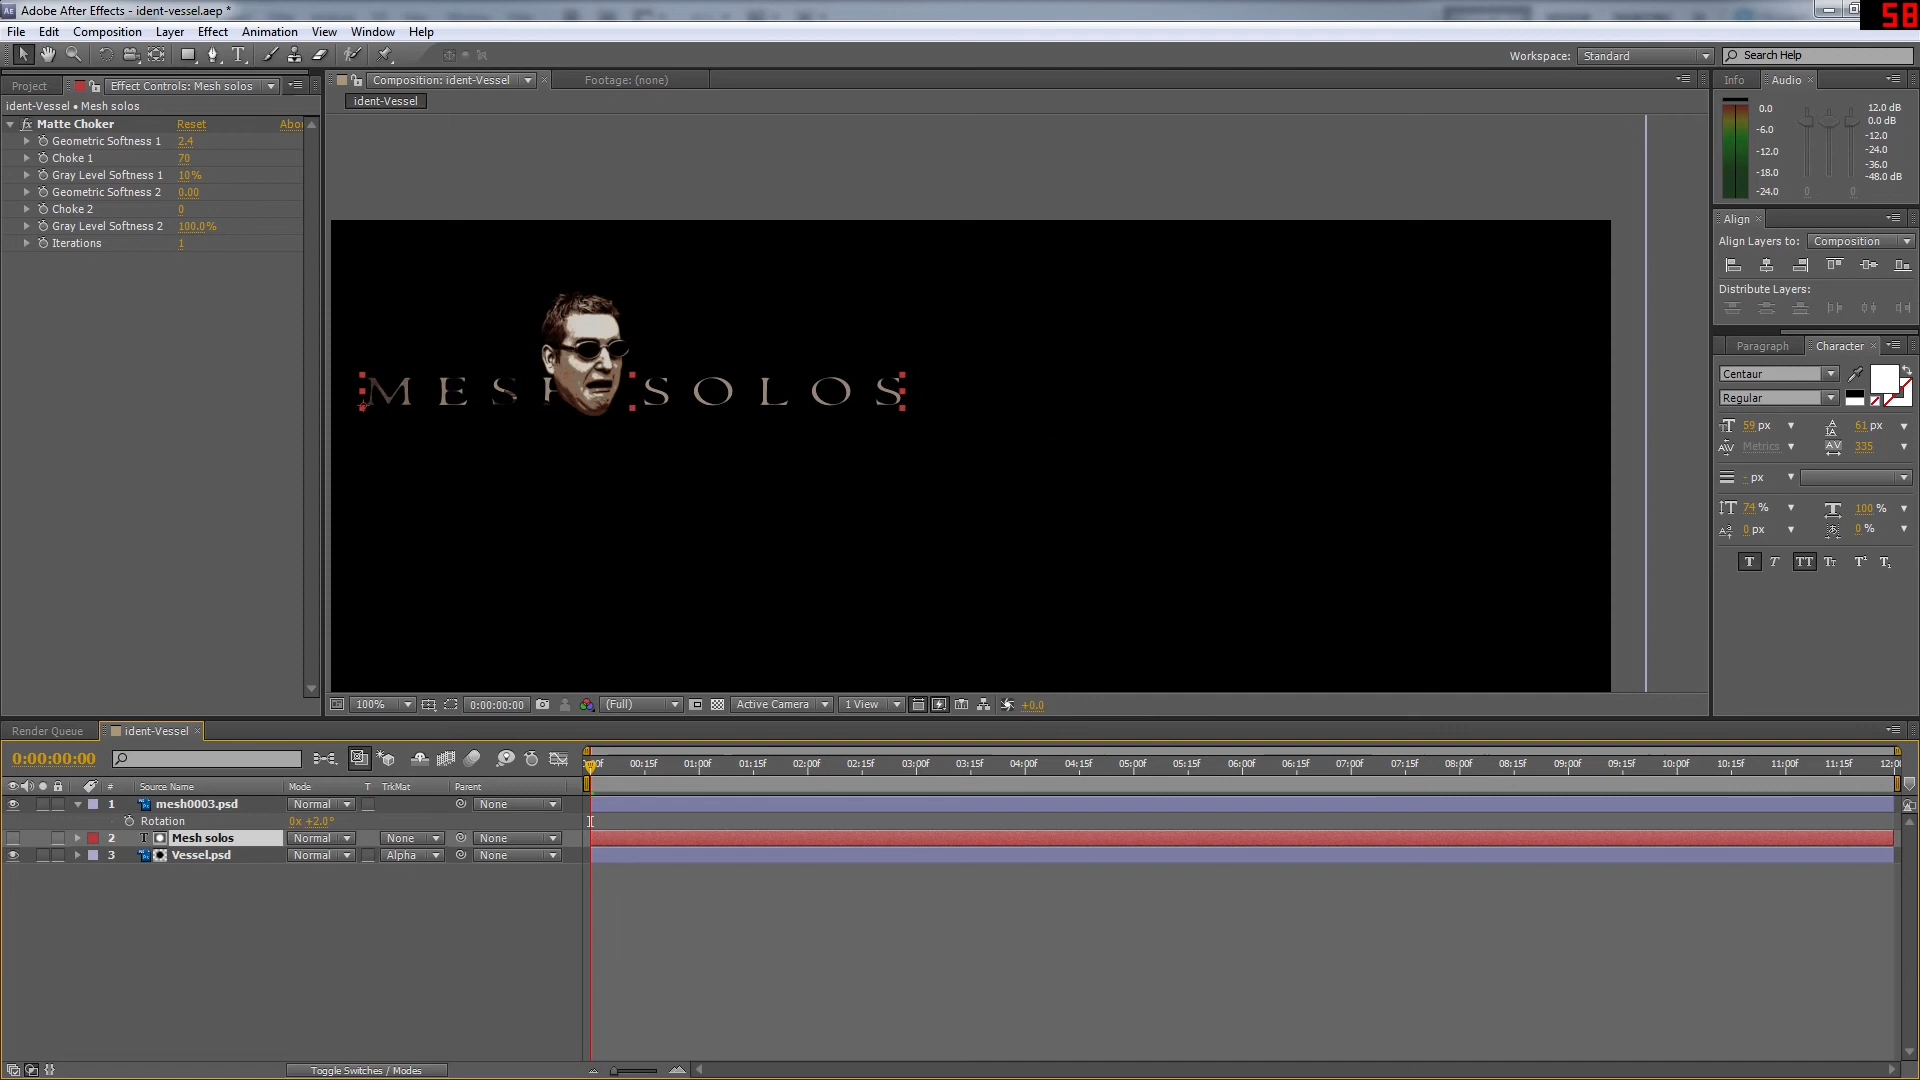 Adobe After Effects - ident-vessel.aep *
58
File Edit Composition Layer Effect Animation View Window Help
Workspace: Standard Search Help
Project Effect Controls: Mesh solos
ident-Vessel • Mesh solos
fx Matte Choker Reset Abou
Geometric Softness 1 2.4
Choke 1 70
Gray Level Softness 1 10%
Geometric Softness 2 0.00
Choke 2 0
Gray Level Softness 2 100.0%
Iterations 1
Composition: ident-Vessel Footage: (none)
ident-Vessel
MESH SOLOS
100% 0:00:00:00 (Full) Active Camera 1 View +0.0
Info Audio
0.0 12.0 dB
0.0 dB
-6.0 -12.0
-12.0 -24.0
-36.0
-18.0 -48.0 dB
-24.0 0 0
Align
Align Layers to: Composition
Distribute Layers:
Paragraph Character
Centaur
Regular
59 px 61 px
Metrics 335
- px
74 % 100 %
0 px 0 %
T T TT Tt T¹ T₁
Render Queue ident-Vessel
0:00:00:00
# Source Name Mode T TrkMat Parent
1 mesh0003.psd Normal None
Rotation 0x +2.0°
2 T Mesh solos Normal None None
3 Vessel.psd Normal Alpha None
00f 00:15f 01:00f 01:15f 02:00f 02:15f 03:00f 03:15f 04:00f 04:15f 05:00f 05:15f 06:00f 06:15f 07:00f 07:15f 08:00f 08:15f 09:00f 09:15f 10:00f 10:15f 11:00f 11:15f 12:00
Toggle Switches / Modes